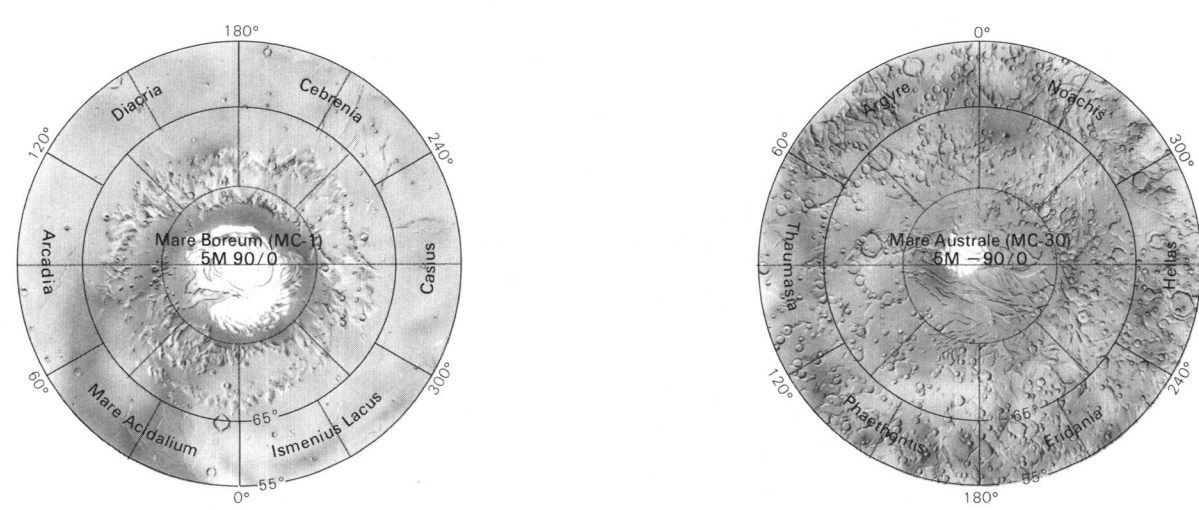 180°
Diacria
Cebrenia
120°
240°
Mare Boreum (MC-1)
5M 90/0
Arcadia
Casius
60°
300°
Mare Acidalium
Ismenius Lacus
65°
55°
0°
0°
Argyre
Noachis
60°
300°
Mare Australe (MC-30)
5M −90/0
Thaumasia
Hellas
120°
240°
Phaethontis
Eridania
65°
55°
180°